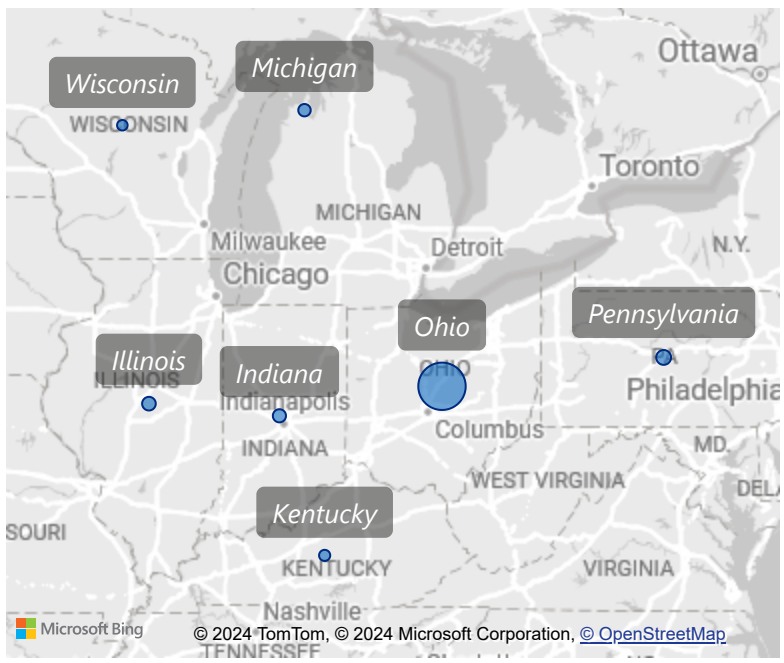 Ottawa
Michigan
Wisconsin
WISCONSIN
Toronto
MICHIGAN
Milwaukee
Detroit
N.Y.
Chicago
Pennsylvania
Ohio
Illinois
Indiana
OHIO
PA
ILLINOIS
Indianapolis
Philadelphia
Columbus
INDIANA
MD.
WEST VIRGINIA
DELA
Kentucky
SOURI
KENTUCKY
VIRGINIA
Nashville
Microsoft Bing
© 2024 TomTom, © 2024 Microsoft Corporation, © OpenStreetMap
TENNESSEE